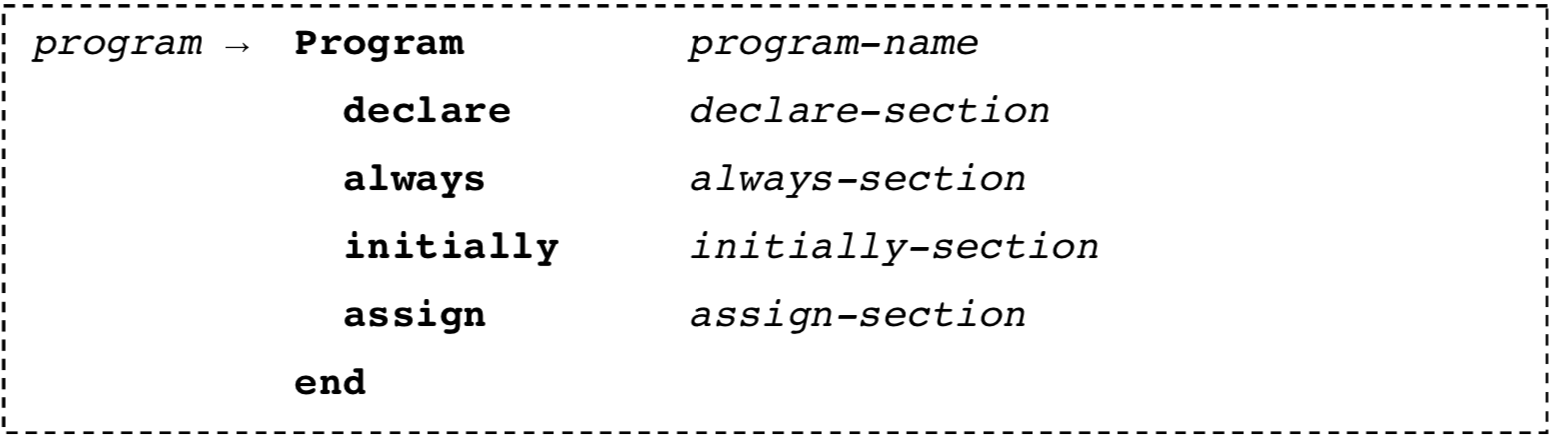 program → Program program-name
declare declare-section
always always-section
initially initially-section
assign assign-section
end